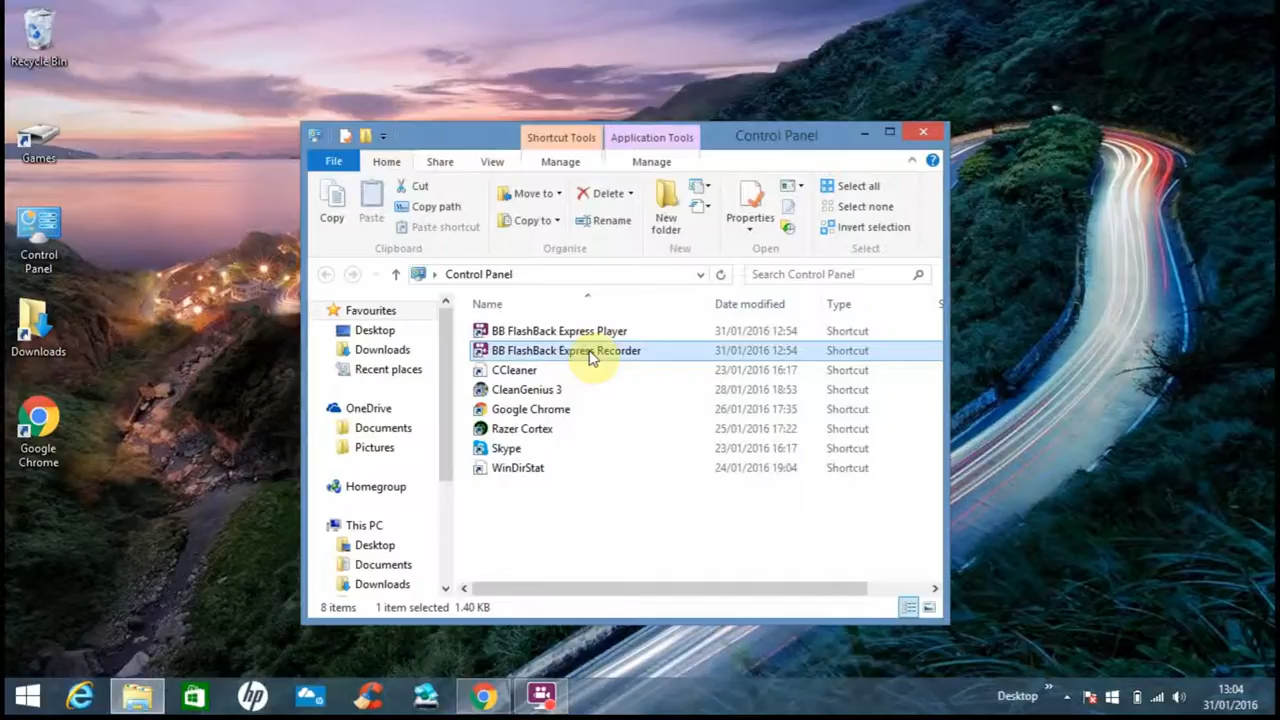 Recycle Bin
Games
Control
Panel
Downloads
Google
Chrome
Shortcut Tools
Application Tools
Control Panel
File
Home
Share
View
Manage
Manage
Copy
Paste
Cut
Copy path
Paste shortcut
Clipboard
Move to
Copy to
Delete
Rename
Organise
New
folder
New
Properties
Open
Select all
Select none
Invert selection
Select
Control Panel
Search Control Panel
Favourites
Desktop
Downloads
Recent places
OneDrive
Documents
Pictures
Homegroup
This PC
Desktop
Documents
Downloads
Name Date modified Type S
BB FlashBack Express Player 31/01/2016 12:54 Shortcut
BB FlashBack Express Recorder 31/01/2016 12:54 Shortcut
CCleaner 23/01/2016 16:17 Shortcut
CleanGenius 3 28/01/2016 18:53 Shortcut
Google Chrome 26/01/2016 17:35 Shortcut
Razer Cortex 25/01/2016 17:22 Shortcut
Skype 23/01/2016 16:17 Shortcut
WinDirStat 24/01/2016 19:04 Shortcut
8 items 1 item selected 1.40 KB
hp
Desktop
13:04
31/01/2016